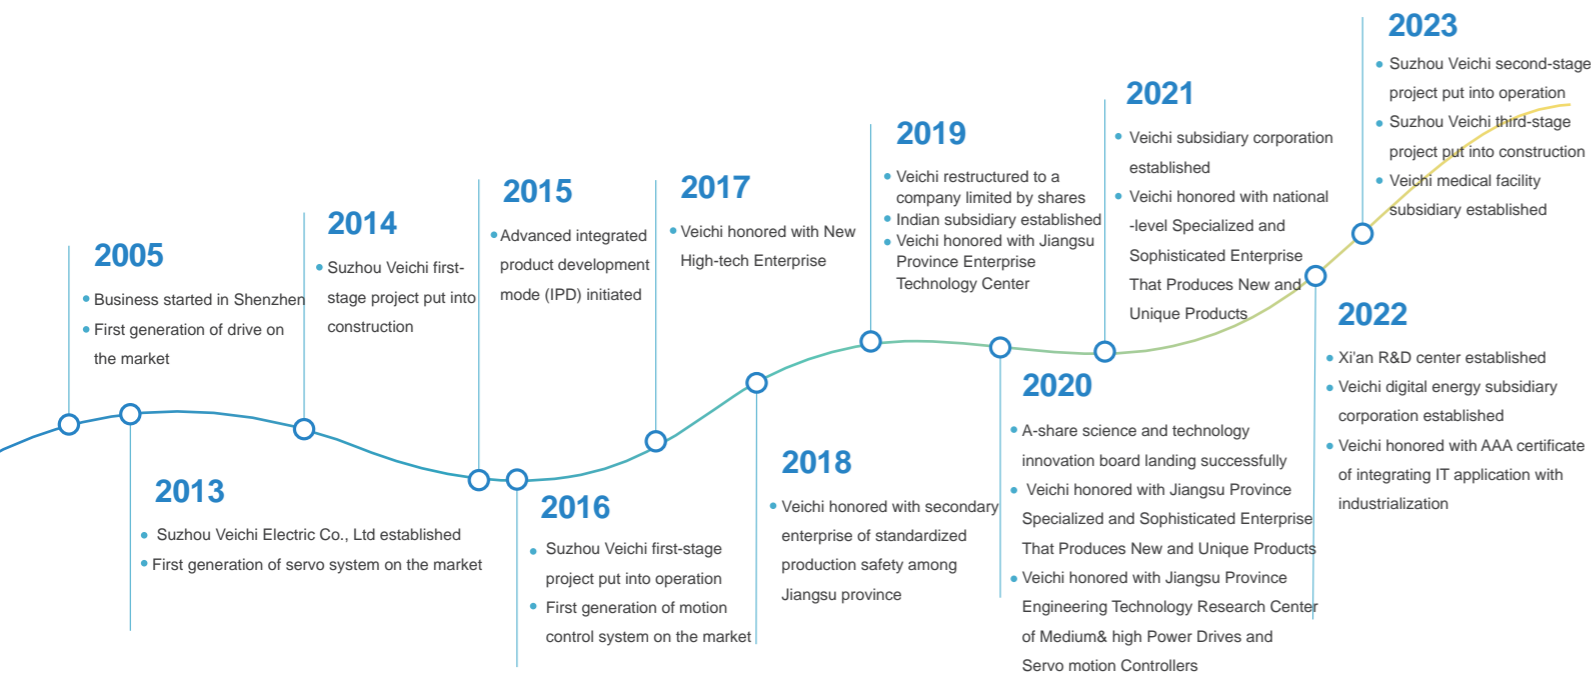 2005
Business started in Shenzhen
First generation of drive on
the market
2013
Suzhou Veichi Electric Co., Ltd established
First generation of servo system on the market
2014
Suzhou Veichi first-
stage project put into
construction
2015
Advanced integrated
product development
mode (IPD) initiated
2016
Suzhou Veichi first-stage
project put into operation
First generation of motion
control system on the market
2017
Veichi honored with New
High-tech Enterprise
2018
Veichi honored with secondary
enterprise of standardized
production safety among
Jiangsu province
2019
Veichi restructured to a
company limited by shares
Indian subsidiary established
Veichi honored with Jiangsu
Province Enterprise
Technology Center
2020
A-share science and technology
innovation board landing successfully
Veichi honored with Jiangsu Province
Specialized and Sophisticated Enterprise
That Produces New and Unique Products
Veichi honored with Jiangsu Province
Engineering Technology Research Center
of Medium& high Power Drives and
Servo motion Controllers
2021
Veichi subsidiary corporation
established
Veichi honored with national
-level Specialized and
Sophisticated Enterprise
That Produces New and
Unique Products
2022
Xi'an R&D center established
Veichi digital energy subsidiary
corporation established
Veichi honored with AAA certificate
of integrating IT application with
industrialization
2023
Suzhou Veichi second-stage
project put into operation
Suzhou Veichi third-stage
project put into construction
Veichi medical facility
subsidiary established